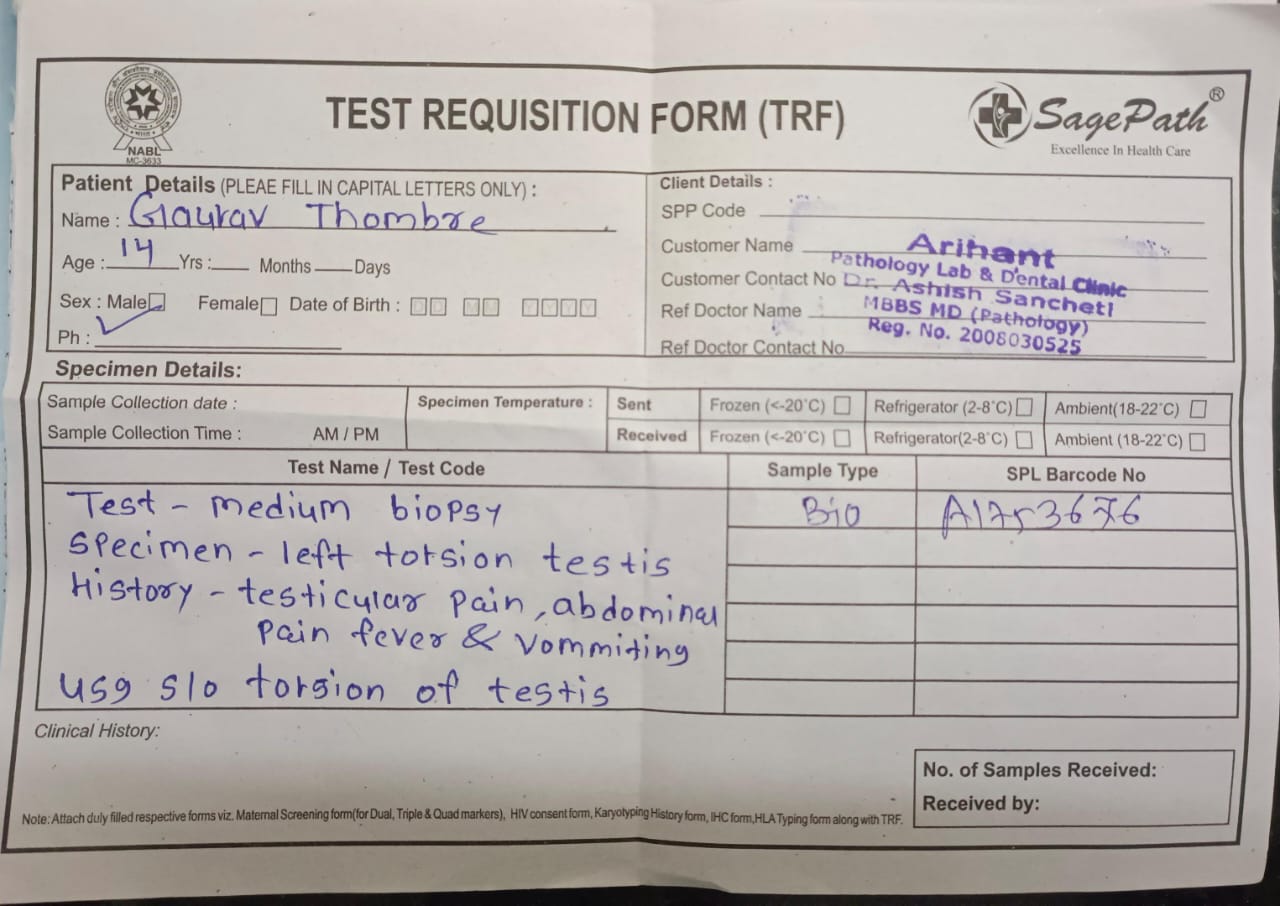 NABL
MC-3633
TEST REQUISITION FORM (TRF)
SagePath®
Excellence In Health Care
Patient Details (PLEAE FILL IN CAPITAL LETTERS ONLY) :
Name : Gaurav Thombre
Age : 14 Yrs : Months Days
Sex : Male Female Date of Birth : DD MM YYYY
Ph :
Client Details :
SPP Code
Customer Name
Customer Contact No
Ref Doctor Name
Ref Doctor Contact No
Arihant
Pathology Lab & Dental Clinic
Dr. Ashish Sancheti
MBBS MD (Pathology)
Reg. No. 2008030525
Specimen Details:
Sample Collection date :
Sample Collection Time : AM / PM
Specimen Temperature :
Sent Frozen (<-20°C) Refrigerator (2-8°C) Ambient(18-22°C)
Received Frozen (<-20°C) Refrigerator(2-8°C) Ambient (18-22°C)
Test Name / Test Code Sample Type SPL Barcode No
Test - medium biopsy Bio A1753676
Specimen - left torsion testis
History - testicular pain, abdominal
pain fever & vommiting
usg s/o torsion of testis
Clinical History:
No. of Samples Received:
Received by:
Note: Attach duly filled respective forms viz. Maternal Screening form(for Dual, Triple & Quad markers), HIV consent form, Karyotyping History form, IHC form,HLA Typing form along with TRF.